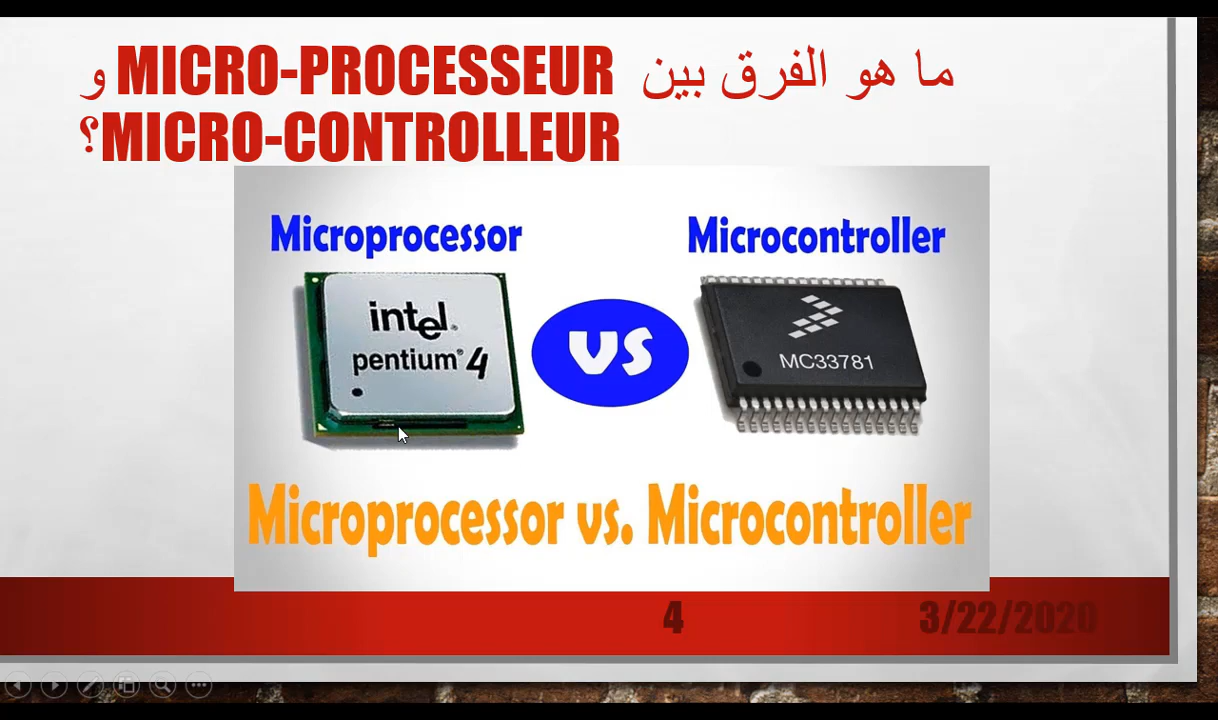 ما هو الفرق بين MICRO-PROCESSEUR و
MICRO-CONTROLLEUR؟
Microprocessor
Microcontroller
intel®
pentium® 4
VS
MC33781
Microprocessor vs. Microcontroller
4
3/22/2020